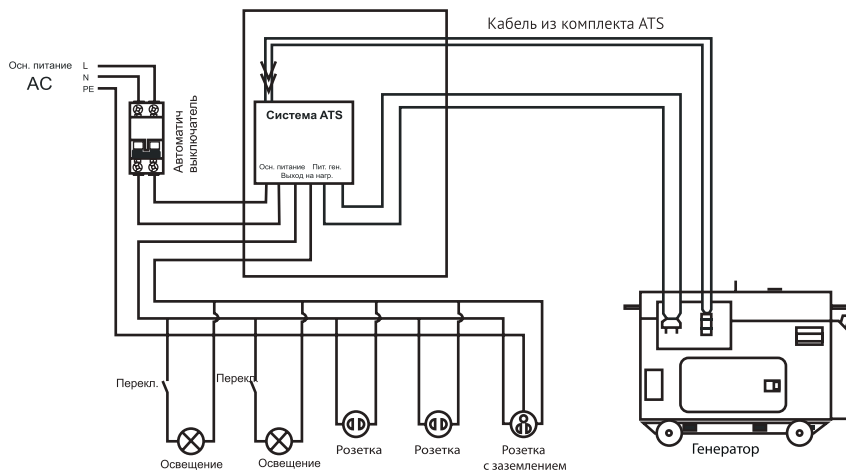 Кабель из комплекта ATS
Осн. питание
L
N
PE
AC
Автоматич
выключатель
Система ATS
Осн. питание
Пит. ген.
Выход на нагр.
Перекл.
Перекл.
Освещение
Освещение
Розетка
Розетка
Розетка
с заземлением
Генератор